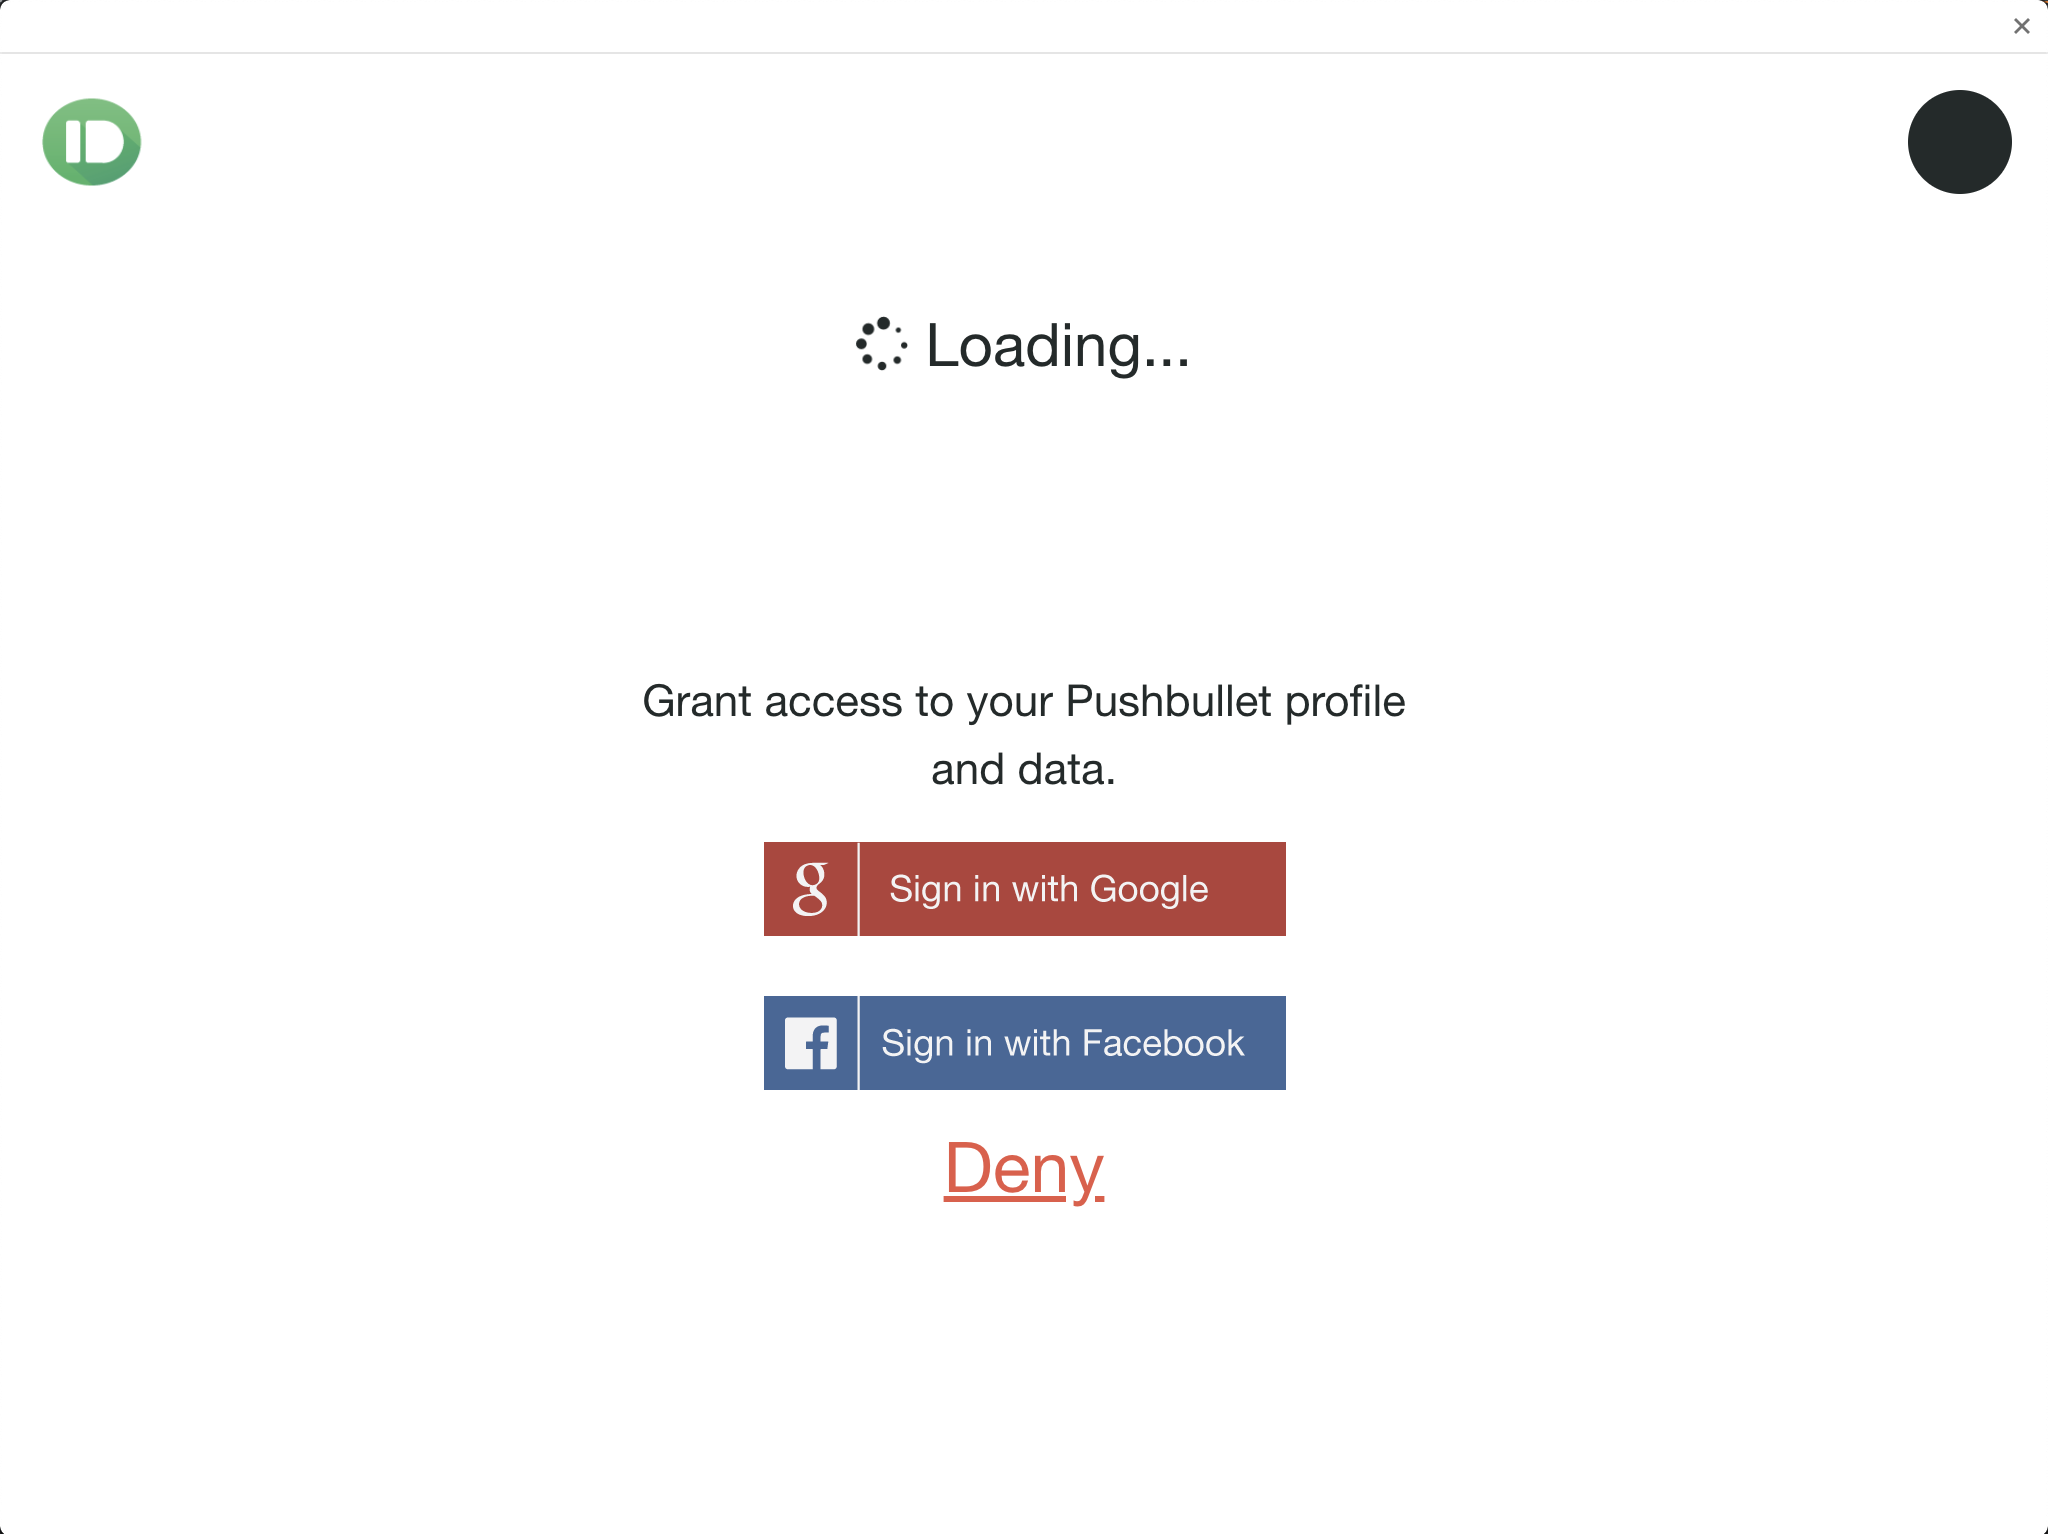 Loading...
Grant access to your Pushbullet profile
and data.
g Sign in with Google
f Sign in with Facebook
Deny